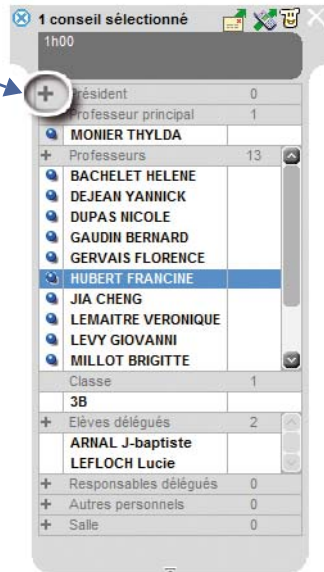 1 conseil sélectionné
1h00
Président 0
Professeur principal 1
MONIER THYLDA
Professeurs 13
BACHELET HELENE
DEJEAN YANNICK
DUPAS NICOLE
GAUDIN BERNARD
GERVAIS FLORENCE
HUBERT FRANCINE
JIA CHENG
LEMAITRE VERONIQUE
LEVY GIOVANNI
MILLOT BRIGITTE
Classe 1
3B
Elèves délégués 2
ARNAL J-baptiste
LEFLOCH Lucie
Responsables délégués 0
Autres personnels 0
Salle 0